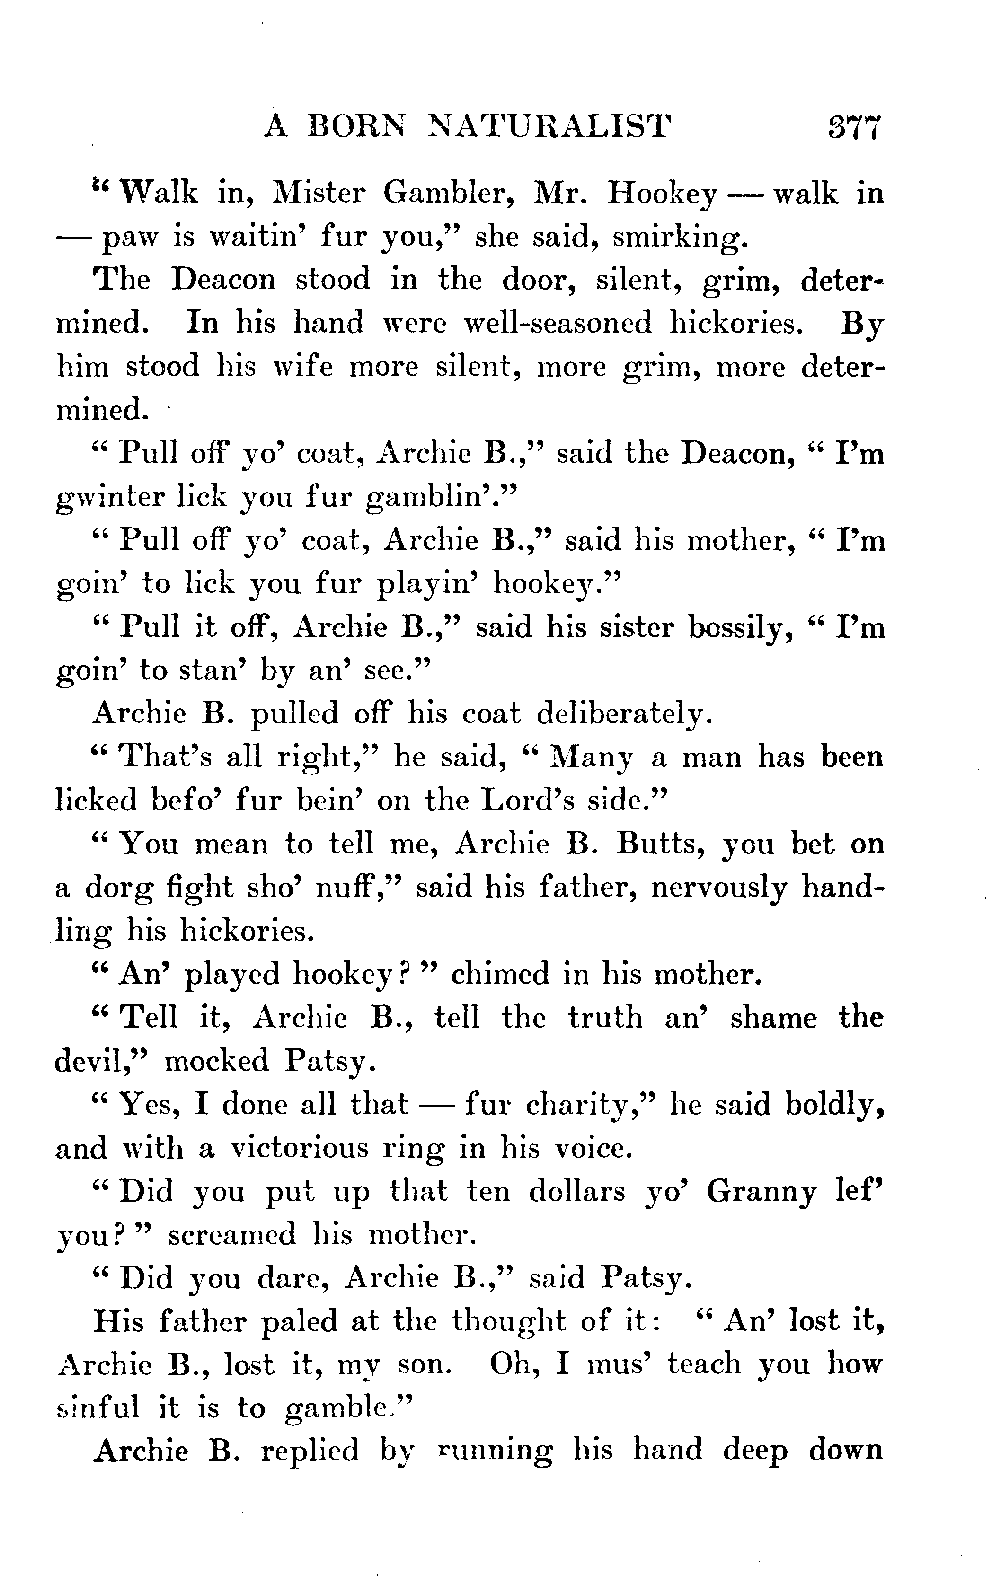 A BORN NATURALIST 377
“ Walk in, Mister Gambler, Mr. Hookey — walk in
— paw is waitin’ fur you,” she said, smirking.
The Deacon stood in the door, silent, grim, deter-
mined. In his hand were well-seasoned hickories. By
him stood his wife more silent, more grim, more deter-
mined.
“ Pull off yo’ coat, Archie B.,” said the Deacon, “ I’m
gwinter lick you fur gamblin’.”
“ Pull off yo’ coat, Archie B.,” said his mother, “ I’m
goin’ to lick you fur playin’ hookey.”
“ Pull it off, Archie B.,” said his sister bossily, “ I’m
goin’ to stan’ by an’ see.”
Archie B. pulled off his coat deliberately.
“ That’s all right,” he said, “ Many a man has been
licked befo’ fur bein’ on the Lord’s side.”
“ You mean to tell me, Archie B. Butts, you bet on
a dorg fight sho’ nuff,” said his father, nervously hand-
ling his hickories.
“ An’ played hookey? ” chimed in his mother.
“ Tell it, Archie B., tell the truth an’ shame the
devil,” mocked Patsy.
“ Yes, I done all that — fur charity,” he said boldly,
and with a victorious ring in his voice.
“ Did you put up that ten dollars yo’ Granny lef’
you? ” screamed his mother.
“ Did you dare, Archie B.,” said Patsy.
His father paled at the thought of it: “ An’ lost it,
Archie B., lost it, my son. Oh, I mus’ teach you how
sinful it is to gamble.”
Archie B. replied by running his hand deep down